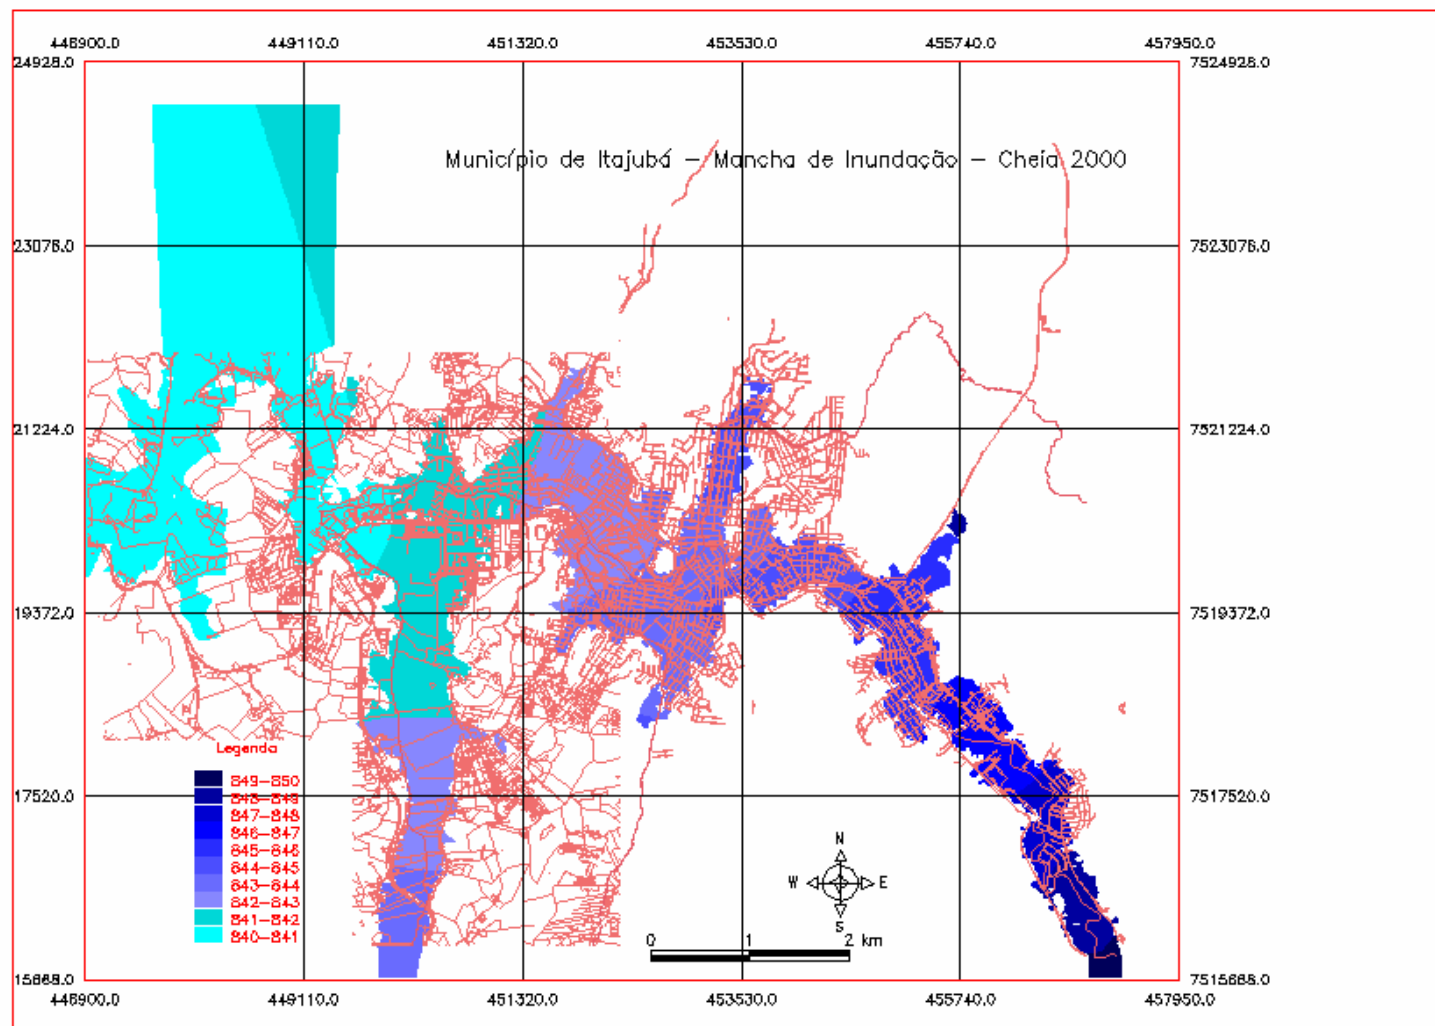 446900.0 449110.0 451320.0 453530.0 455740.0 457950.0
24928.0 7524928.0
Município de Itajubá - Mancha de Inundação - Cheia 2000
23076.0 7523076.0
21224.0 7521224.0
19372.0 7519372.0
Legenda
849-850
17520.0 7517520.0
848-849
847-848
846-847
845-846
844-845
843-844
842-843
841-842
840-841
N
W E
S
0 1 2 km
15668.0 7515668.0
446900.0 449110.0 451320.0 453530.0 455740.0 457950.0